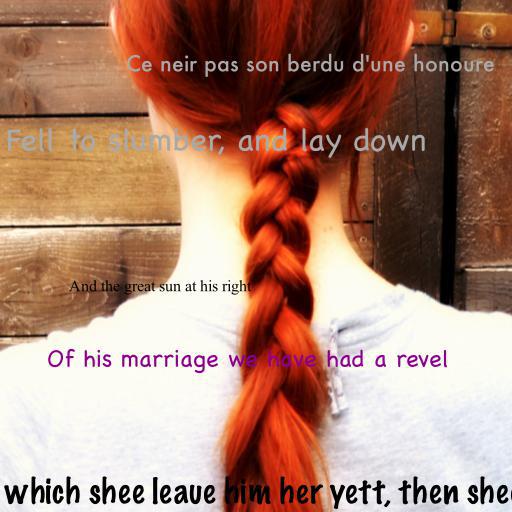 Ce neir pas son berdu d'une honoure
Fell to slumber, and lay down
And the great sun at his right
Of his marriage we have had a revel
which shee leaue him her yett, then shee